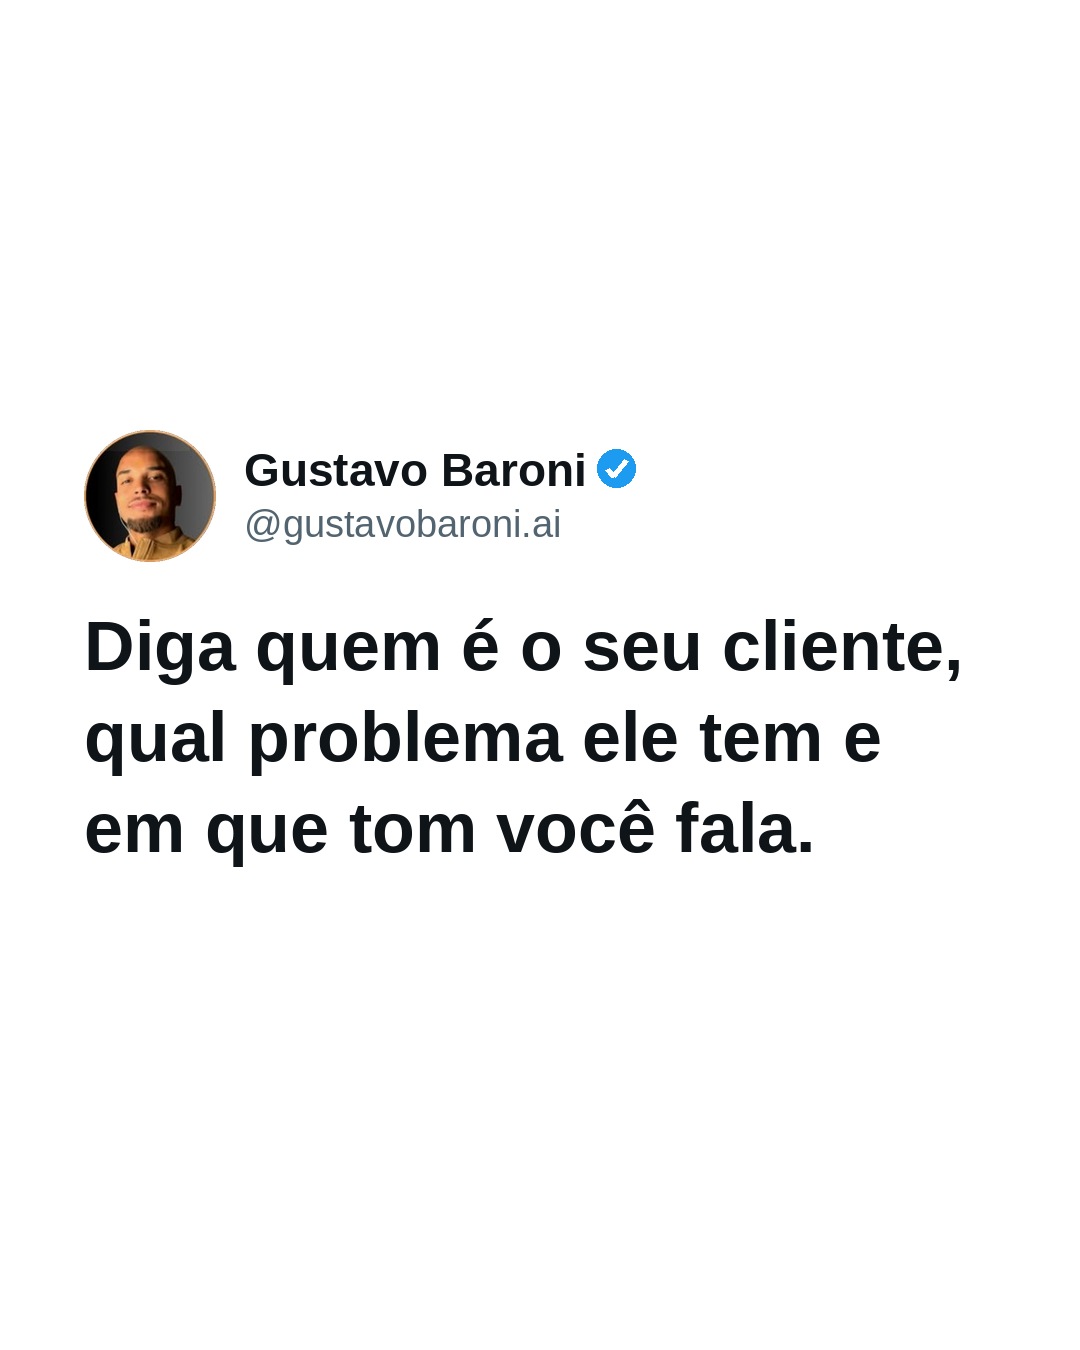 Gustavo Baroni
@gustavobaroni.ai
Diga quem é o seu cliente,
qual problema ele tem e
em que tom você fala.